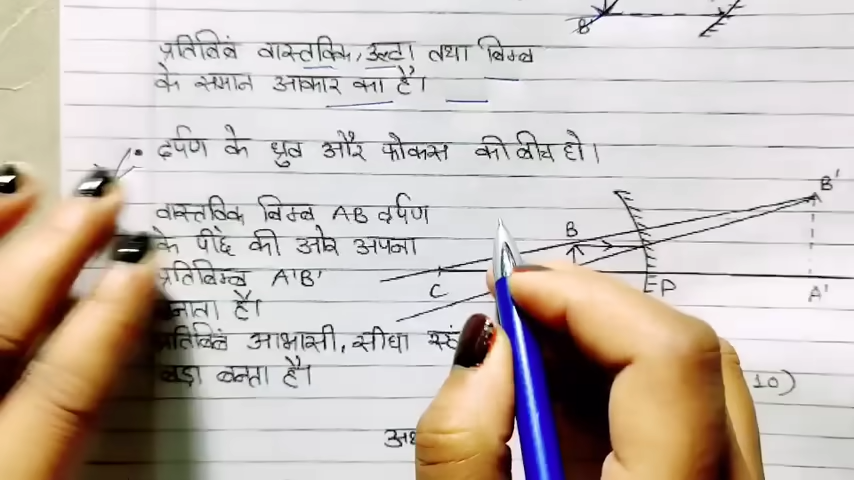 B
प्रतिबिंब वास्तविक, उल्टा तथा बिम्ब
के समान आकार का है।
• दर्पण के ध्रुव और फोकस की बीच हो।
वास्तविक बिम्ब AB दर्पण
के पीछे की ओर अपना
प्रतिबिम्ब A'B'
बनाता है।
प्रतिबिंब आभासी, सीधा
बड़ा बनता है।
B'
B
C
P
A'
10)